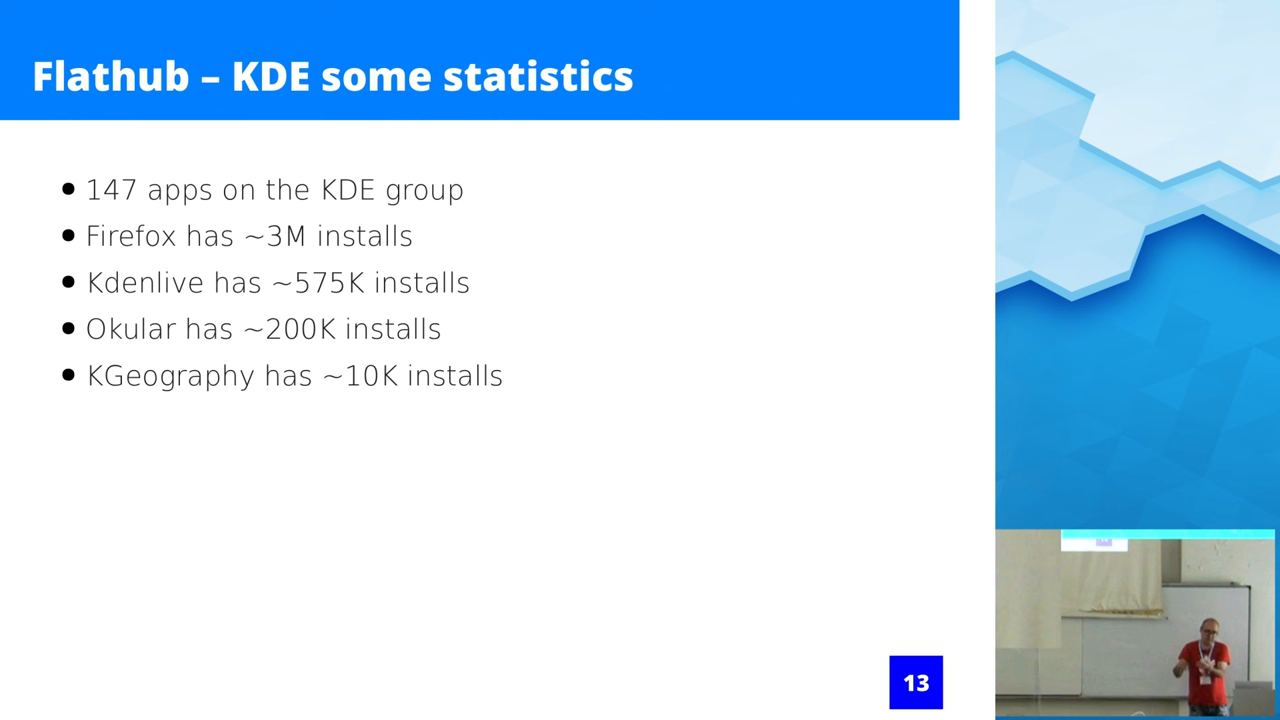 Flathub – KDE some statistics
147 apps on the KDE group
Firefox has ~3M installs
Kdenlive has ~575K installs
Okular has ~200K installs
KGeography has ~10K installs
13